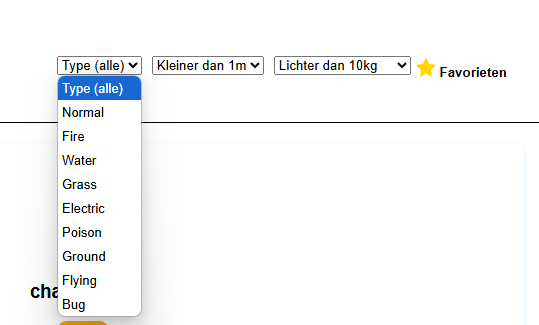 Type (alle) Kleiner dan 1m Lichter dan 10kg Favorieten
Type (alle)
Normal
Fire
Water
Grass
Electric
Poison
Ground
Flying
Bug